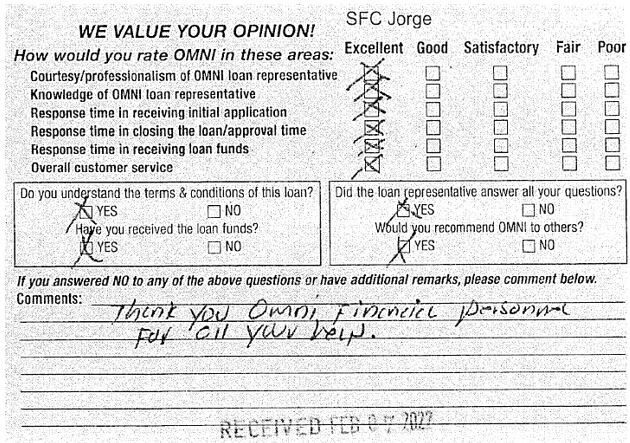 SFC Jorge
WE VALUE YOUR OPINION!
How would you rate OMNI in these areas: Excellent Good Satisfactory Fair Poor
Courtesy/professionalism of OMNI loan representative
Knowledge of OMNI loan representative
Response time in receiving initial application
Response time in closing the loan/approval time
Response time in receiving loan funds
Overall customer service
Do you understand the terms & conditions of this loan?
YES NO
Have you received the loan funds?
YES NO
Did the loan representative answer all your questions?
YES NO
Would you recommend OMNI to others?
YES NO
If you answered NO to any of the above questions or have additional remarks, please comment below.
Comments: Thank you Omni Financial personnel
For all your help.
RECEIVED FEB 07 2022